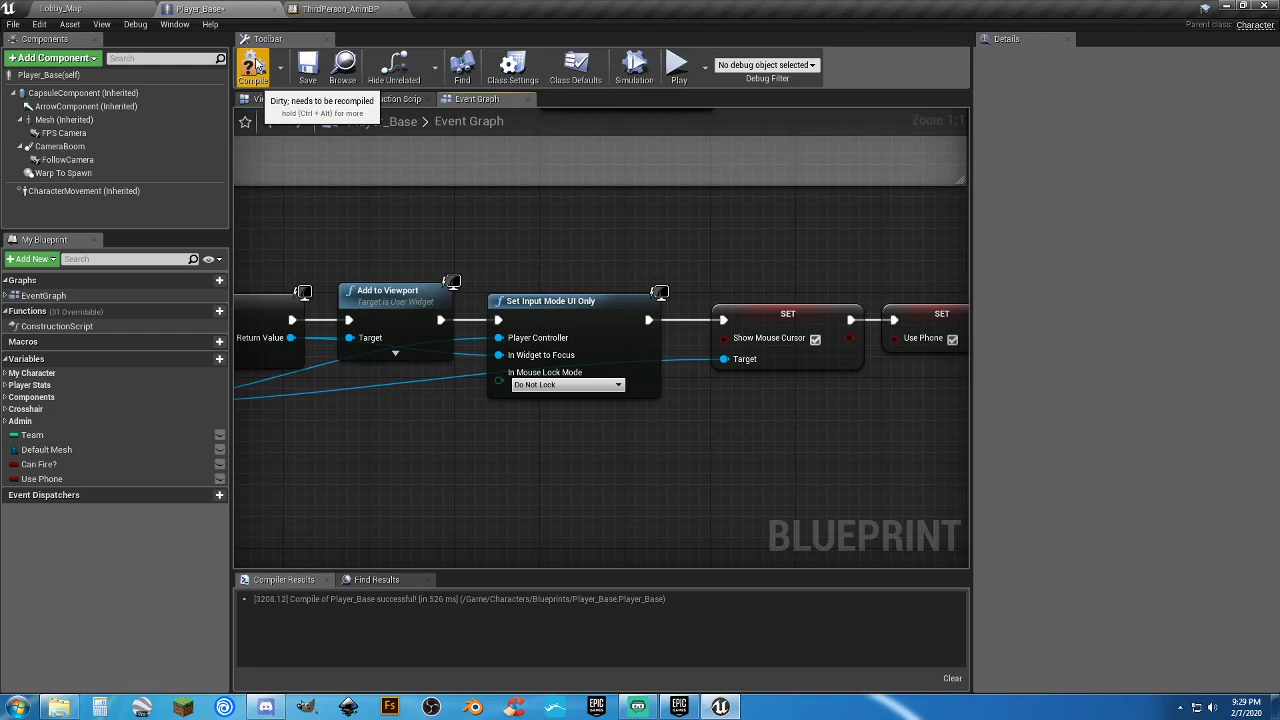 Lobby_Map
Player_Base*
ThirdPerson_AnimBP
File Edit Asset View Debug Window Help
Parent class: Character
Components
Toolbar
Details
+Add Component
Search
Compile
Save
Browse
Hide Unrelated
Find
Class Settings
Class Defaults
Simulation
Play
No debug object selected
Debug Filter
Player_Base(self)
Dirty; needs to be recompiled
hold (Ctrl + Alt) for more
Event Graph
CapsuleComponent (Inherited)
ArrowComponent (Inherited)
Mesh (Inherited)
FPS Camera
CameraBoom
FollowCamera
Warp To Spawn
CharacterMovement (Inherited)
Player_Base > Event Graph
Zoom 1:1
My Blueprint
+Add New
Search
Graphs
EventGraph
Functions (31 Overridable)
ConstructionScript
Macros
Variables
My Character
Player Stats
Components
Crosshair
Admin
Team
Default Mesh
Can Fire?
Use Phone
Event Dispatchers
Return Value
Add to Viewport
Target is User Widget
Target
Set Input Mode UI Only
Player Controller
In Widget to Focus
In Mouse Lock Mode
Do Not Lock
SET
Show Mouse Cursor
Target
SET
Use Phone
BLUEPRINT
Compiler Results
Find Results
[3208.12] Compile of Player_Base successful! [in 526 ms] (/Game/Characters/Blueprints/Player_Base.Player_Base)
Clear
Pro
Fs
EPIC GAMES
EPIC GAMES
9:29 PM
2/7/2020